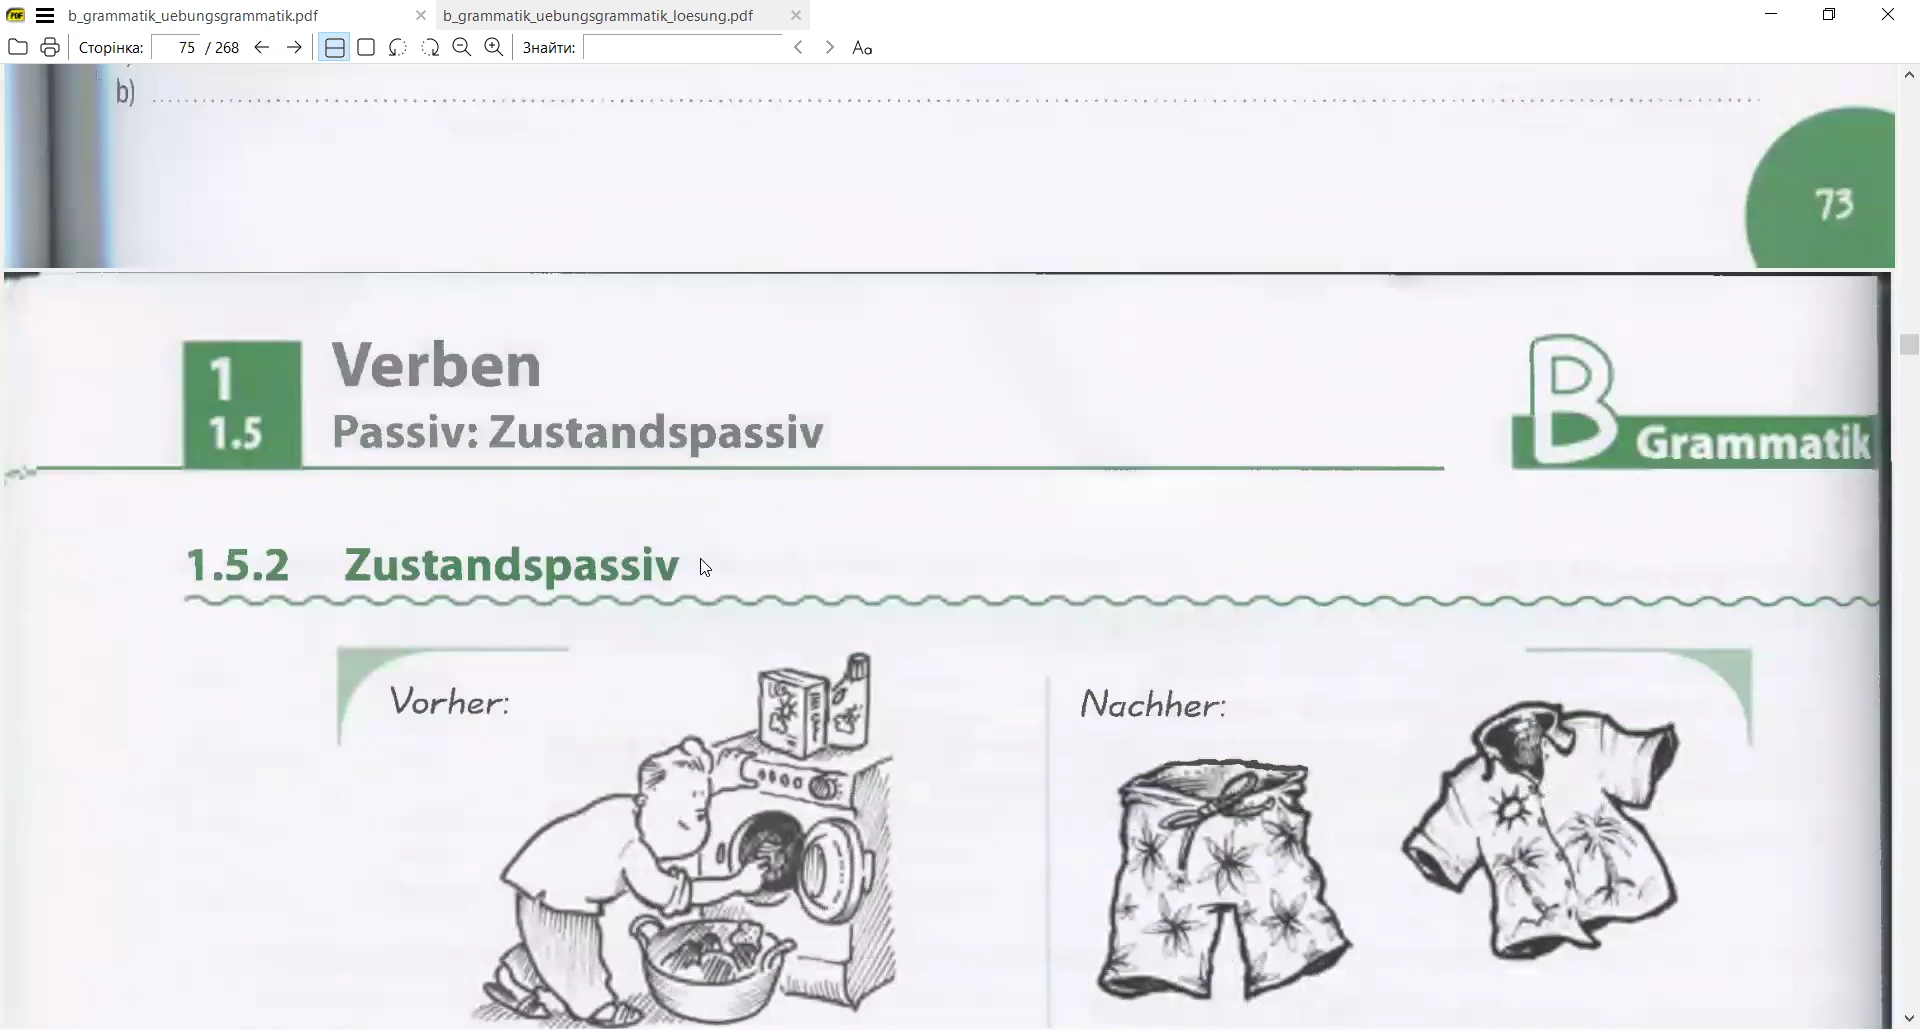 b_grammatik_uebungsgrammatik.pdf
b_grammatik_uebungsgrammatik_loesung.pdf
Сторінка: 75 / 268
Знайти:
Aa
b)
73
1
1.5
Verben
Passiv: Zustandspassiv
B Grammatik
1.5.2 Zustandspassiv
Vorher:
Nachher: